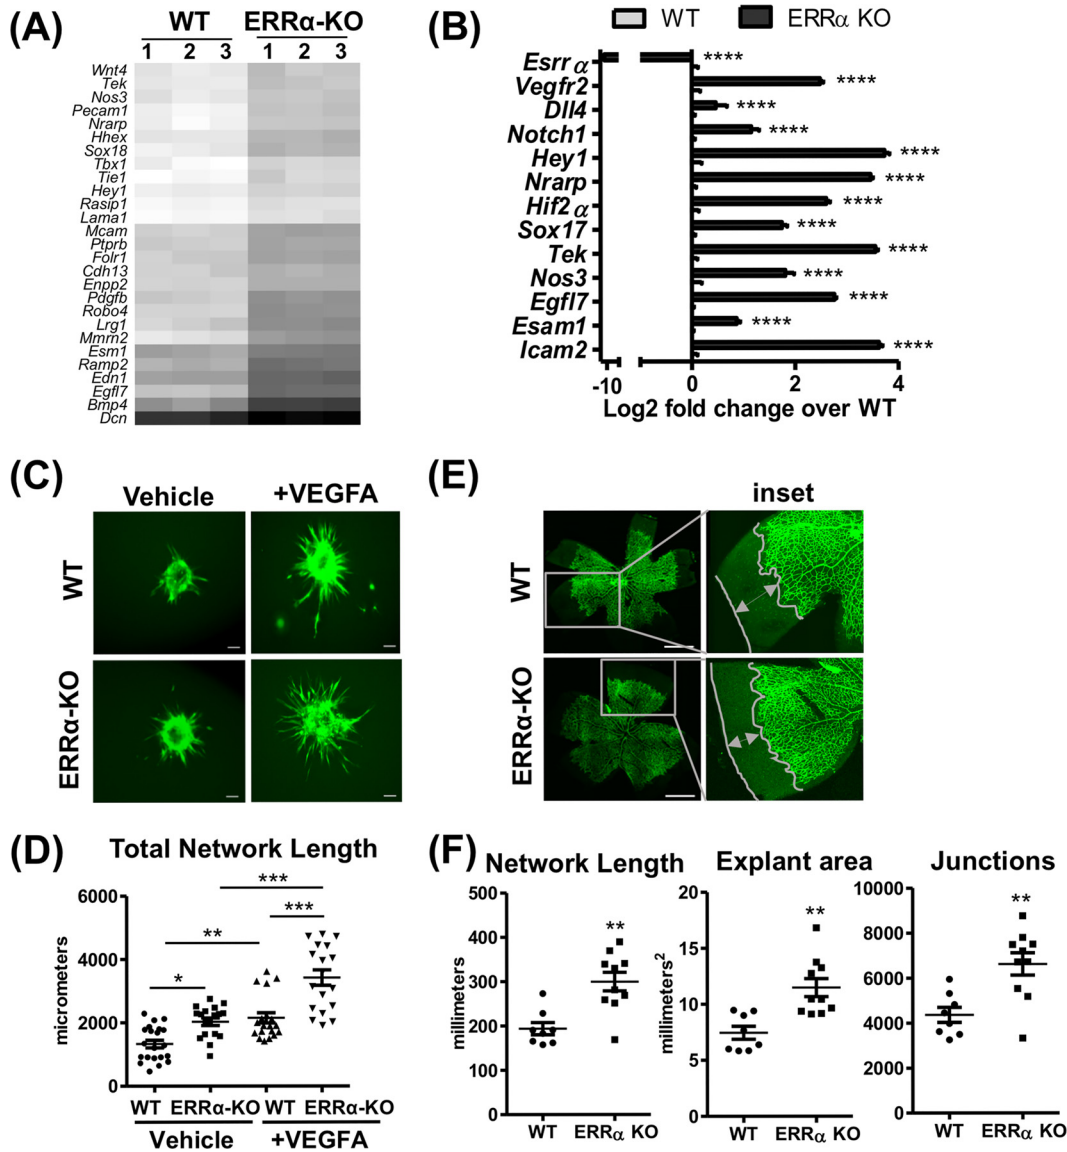 (A)
WT ERRα-KO
1 2 3 1 2 3
Wnt4
Tek
Nos3
Pecam1
Nrarp
Hhex
Sox18
Tbx1
Tie1
Hey1
Rasip1
Lama1
Mcam
Ptprb
Folr1
Cdh13
Enpp2
Pdgfb
Robo4
Lrg1
Mmrn2
Esm1
Ramp2
Edn1
Egfl7
Bmp4
Dcn
(B)
WT ERRα KO
Esrrα ****
Vegfr2 ****
Dll4 ****
Notch1 ****
Hey1 ****
Nrarp ****
Hif2α ****
Sox17 ****
Tek ****
Nos3 ****
Egfl7 ****
Esam1 ****
Icam2 ****
-10 0 2 4
Log2 fold change over WT
(C)
Vehicle +VEGFA
WT
ERRα-KO
(E)
inset
WT
ERRα-KO
(D)
Total Network Length
micrometers
6000
4000
2000
0
***
***
**
*
WT ERRα-KO WT ERRα-KO
Vehicle +VEGFA
(F)
Network Length
millimeters
500
400
300
200
100
0
**
WT ERRα KO
Explant area
millimeters²
20
15
10
5
0
**
WT ERRα KO
Junctions
10000
8000
6000
4000
2000
0
**
WT ERRα KO